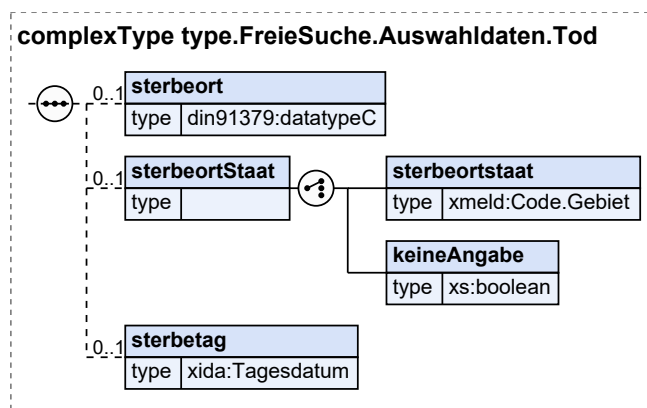 complexType type.FreieSuche.Auswahldaten.Tod
0..1 sterbeort
type din91379:datatypeC
0..1 sterbeortStaat
type
sterbeortstaat
type xmeld:Code.Gebiet
keineAngabe
type xs:boolean
0..1 sterbetag
type xida:Tagesdatum